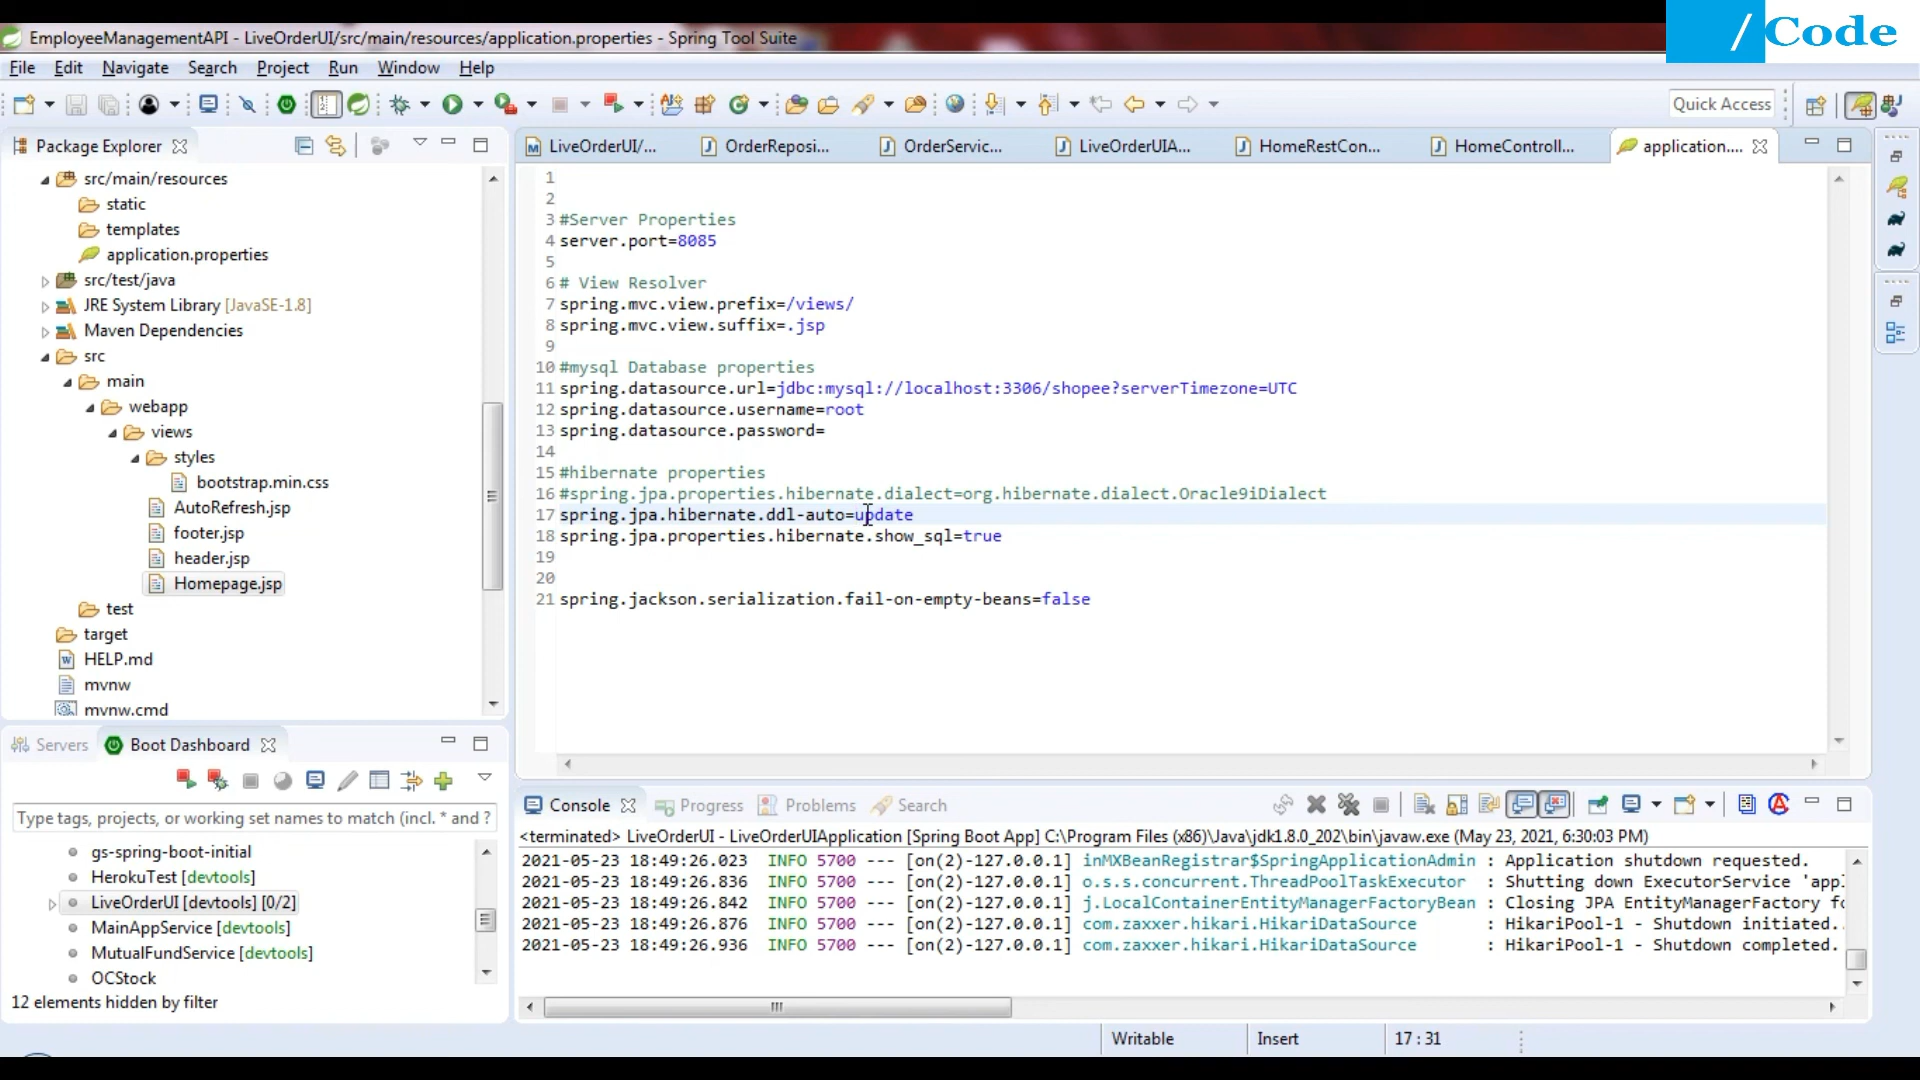 /Code
EmployeeManagementAPI - LiveOrderUI/src/main/resources/application.properties - Spring Tool Suite
File Edit Navigate Search Project Run Window Help
Quick Access
Package Explorer
src/main/resources
static
templates
application.properties
src/test/java
JRE System Library [JavaSE-1.8]
Maven Dependencies
src
main
webapp
views
styles
bootstrap.min.css
AutoRefresh.jsp
footer.jsp
header.jsp
Homepage.jsp
test
target
HELP.md
mvnw
mvnw.cmd
Servers Boot Dashboard
Type tags, projects, or working set names to match (incl. * and ?
gs-spring-boot-initial
HerokuTest [devtools]
LiveOrderUI [devtools] [0/2]
MainAppService [devtools]
MutualFundService [devtools]
OCStock
12 elements hidden by filter
LiveOrderUI/... OrderReposi... OrderServic... LiveOrderUIA... HomeRestCon... HomeControll... application....
1
2
3 #Server Properties
4 server.port=8085
5
6 # View Resolver
7 spring.mvc.view.prefix=/views/
8 spring.mvc.view.suffix=.jsp
9
10 #mysql Database properties
11 spring.datasource.url=jdbc:mysql://localhost:3306/shopee?serverTimezone=UTC
12 spring.datasource.username=root
13 spring.datasource.password=
14
15 #hibernate properties
16 #spring.jpa.properties.hibernate.dialect=org.hibernate.dialect.Oracle9iDialect
17 spring.jpa.hibernate.ddl-auto=update
18 spring.jpa.properties.hibernate.show_sql=true
19
20
21 spring.jackson.serialization.fail-on-empty-beans=false
Console Progress Problems Search
<terminated> LiveOrderUI - LiveOrderUIApplication [Spring Boot App] C:\Program Files (x86)\Java\jdk1.8.0_202\bin\javaw.exe (May 23, 2021, 6:30:03 PM)
2021-05-23 18:49:26.023 INFO 5700 --- [on(2)-127.0.0.1] inMXBeanRegistrar$SpringApplicationAdmin : Application shutdown requested.
2021-05-23 18:49:26.836 INFO 5700 --- [on(2)-127.0.0.1] o.s.s.concurrent.ThreadPoolTaskExecutor : Shutting down ExecutorService 'appl
2021-05-23 18:49:26.842 INFO 5700 --- [on(2)-127.0.0.1] j.LocalContainerEntityManagerFactoryBean : Closing JPA EntityManagerFactory fo
2021-05-23 18:49:26.876 INFO 5700 --- [on(2)-127.0.0.1] com.zaxxer.hikari.HikariDataSource : HikariPool-1 - Shutdown initiated..
2021-05-23 18:49:26.936 INFO 5700 --- [on(2)-127.0.0.1] com.zaxxer.hikari.HikariDataSource : HikariPool-1 - Shutdown completed.
Writable Insert 17 : 31